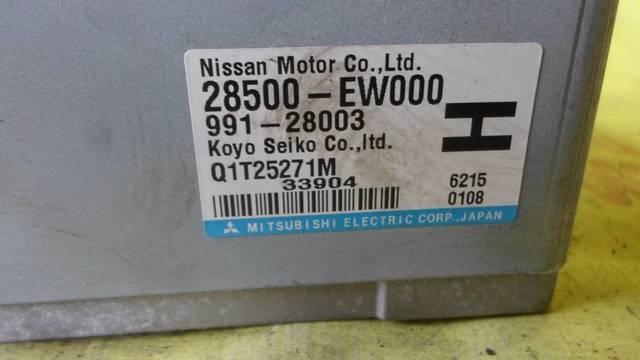 Nissan Motor Co.,Ltd.
28500-EW000
991-28003
Koyo Seiko Co.,ltd.
H
Q1T25271M
33904
6215
0108
MITSUBISHI ELECTRIC CORP.,JAPAN